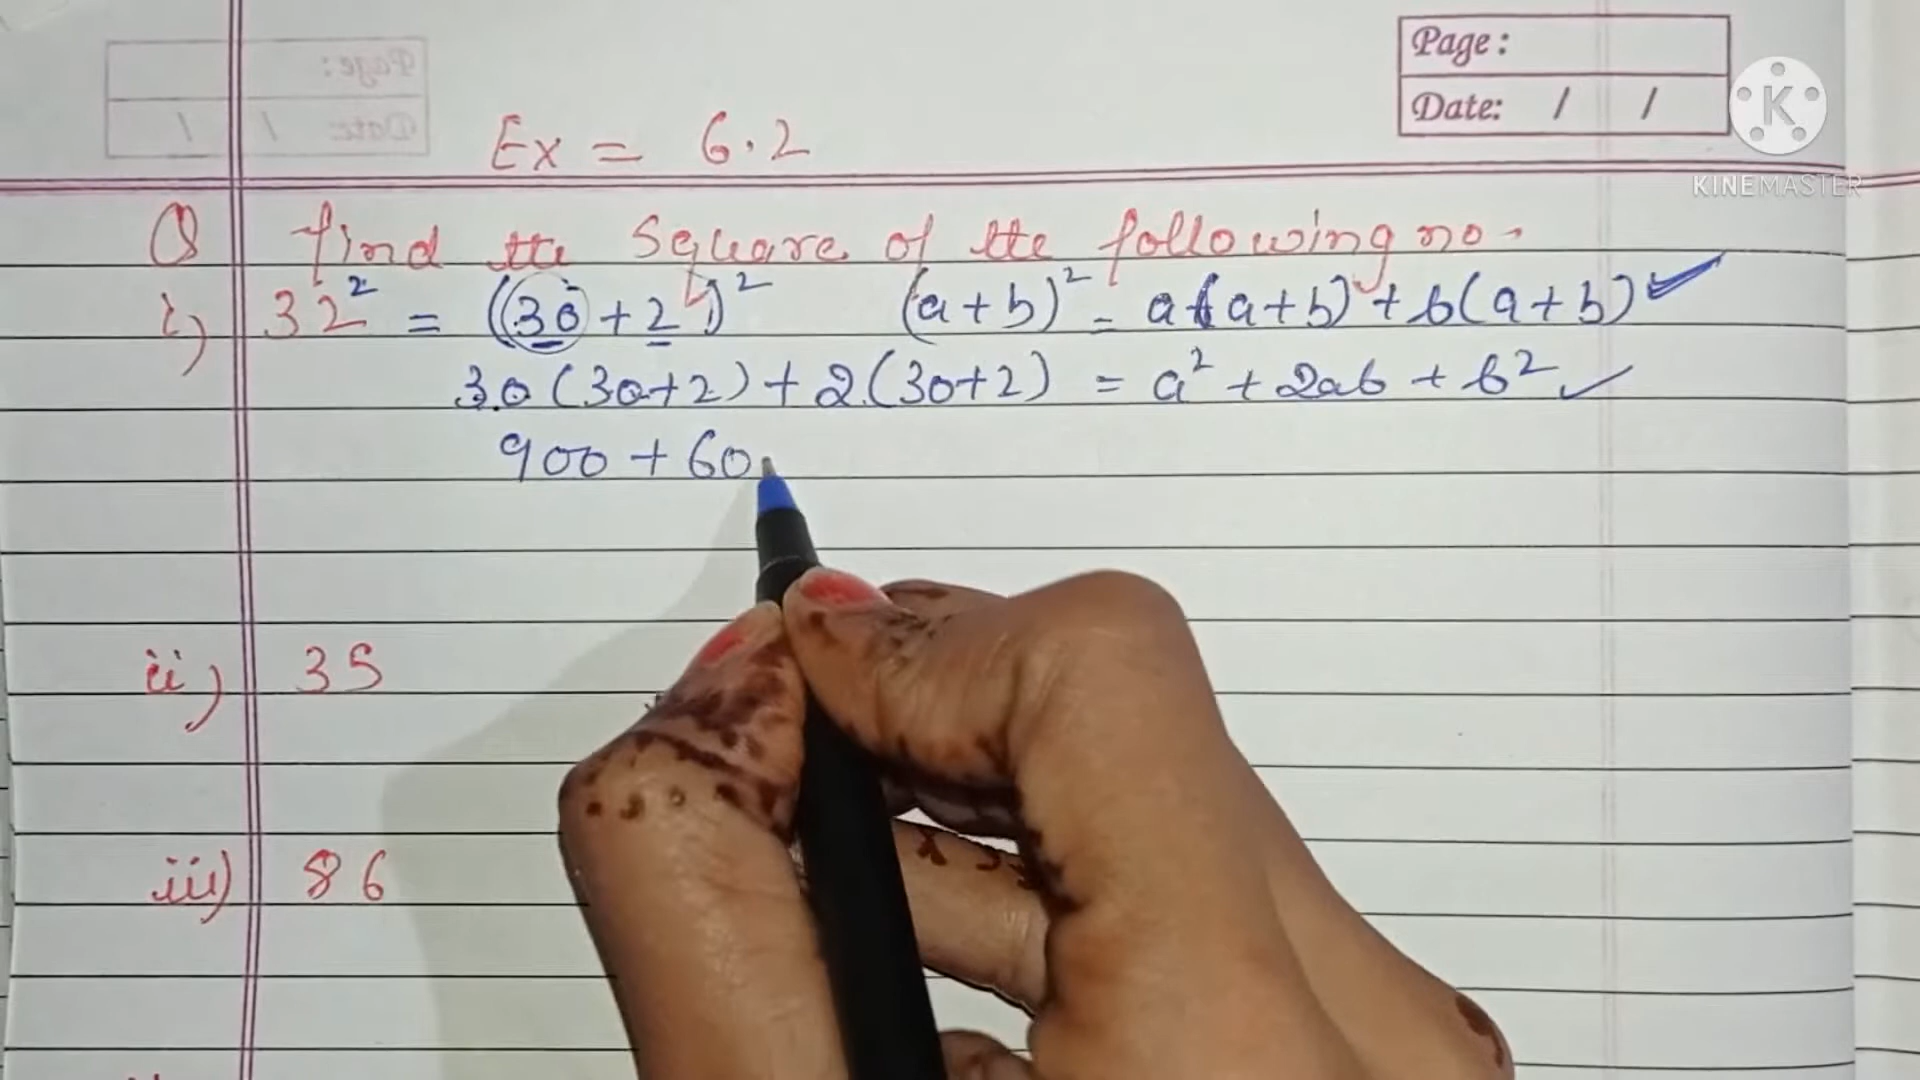 Page :
Date: / /
KINEMASTER
Ex = 6.2
Q find the Square of the following no.
i) 32² = (30+2)² (a+b)² = a(a+b) + b(a+b)
30(30+2)+2(30+2) = a² + 2ab + b²
900 + 60
ii) 35
iii) 86